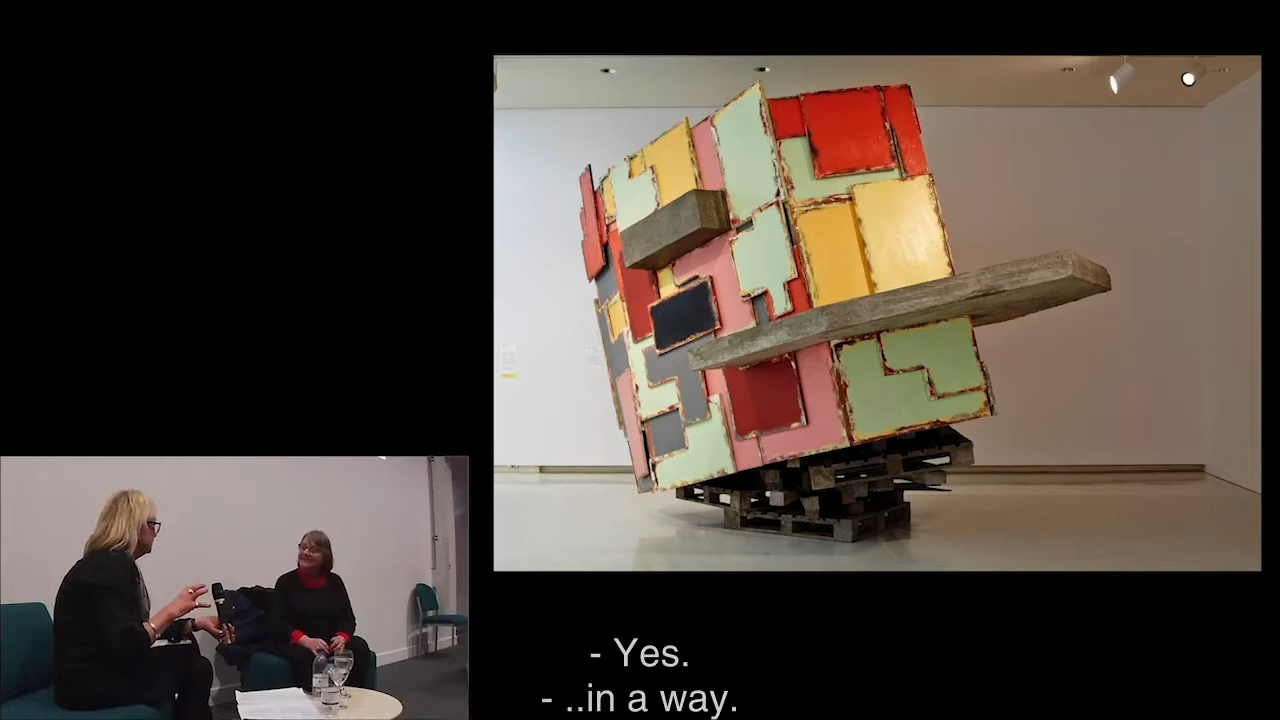 - Yes.
- ..in a way.